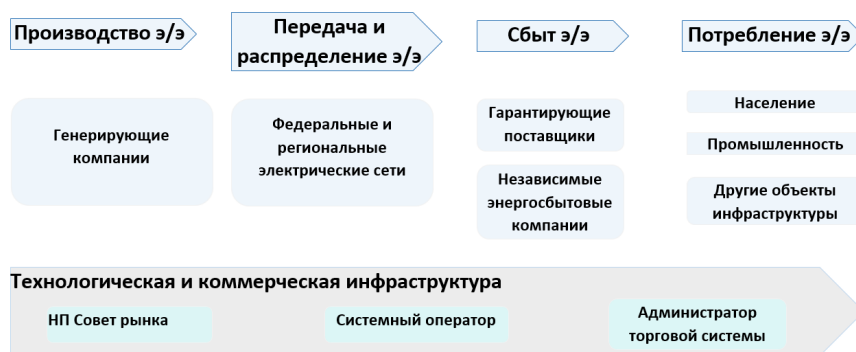 Производство э/э
Передача и
распределение э/э
Сбыт э/э
Потребление э/э
Генерирующие
компании
Федеральные и
региональные
электрические сети
Гарантирующие
поставщики
Независимые
энергосбытовые
компании
Население
Промышленность
Другие объекты
инфраструктуры
Технологическая и коммерческая инфраструктура
НП Совет рынка
Системный оператор
Администратор
торговой системы